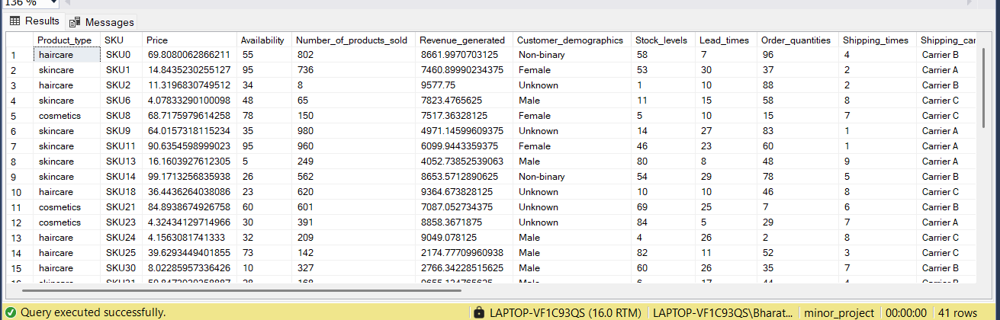 136 %
Results Messages
Product_type SKU Price Availability Number_of_products_sold Revenue_generated Customer_demographics Stock_levels Lead_times Order_quantities Shipping_times Shipping_car
1 haircare SKU0 69.8080062866211 55 802 8661.9970703125 Non-binary 58 7 96 4 Carrier B
2 skincare SKU1 14.8435230255127 95 736 7460.89990234375 Female 53 30 37 2 Carrier A
3 haircare SKU2 11.3196830749512 34 8 9577.75 Unknown 1 10 88 2 Carrier B
4 skincare SKU6 4.07833290100098 48 65 7823.4765625 Male 11 15 58 8 Carrier C
5 cosmetics SKU8 68.7175979614258 78 150 7517.36328125 Female 5 10 15 7 Carrier C
6 skincare SKU9 64.0157318115234 35 980 4971.14599609375 Unknown 14 27 83 1 Carrier A
7 skincare SKU11 90.6354598999023 95 960 6099.9443359375 Female 46 23 60 1 Carrier A
8 skincare SKU13 16.1603927612305 5 249 4052.73852539063 Male 80 8 48 9 Carrier A
9 skincare SKU14 99.1713256835938 26 562 8653.5712890625 Non-binary 54 29 78 5 Carrier B
10 haircare SKU18 36.4436264038086 23 620 9364.673828125 Unknown 10 10 46 8 Carrier C
11 cosmetics SKU21 84.8938674926758 60 601 7087.052734375 Unknown 69 25 7 6 Carrier B
12 cosmetics SKU23 4.32434129714966 30 391 8858.3671875 Unknown 84 5 29 7 Carrier A
13 haircare SKU24 4.1563081741333 32 209 9049.078125 Male 4 26 2 8 Carrier C
14 haircare SKU25 39.6293449401855 73 142 2174.77709960938 Male 82 11 52 3 Carrier C
15 haircare SKU30 8.02285957336426 10 327 2766.34228515625 Male 60 26 35 7 Carrier B
Query executed successfully. LAPTOP-VF1C93QS (16.0 RTM) LAPTOP-VF1C93QS\Bharat... minor_project 00:00:00 41 rows